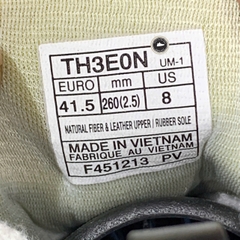 TH3E0N UM-1
EURO mm US
41.5 260(2.5) 8
NATURAL FIBER & LEATHER UPPER / RUBBER SOLE
MADE IN VIETNAM
FABRIQUE AU VIETNAM
F451213 PV